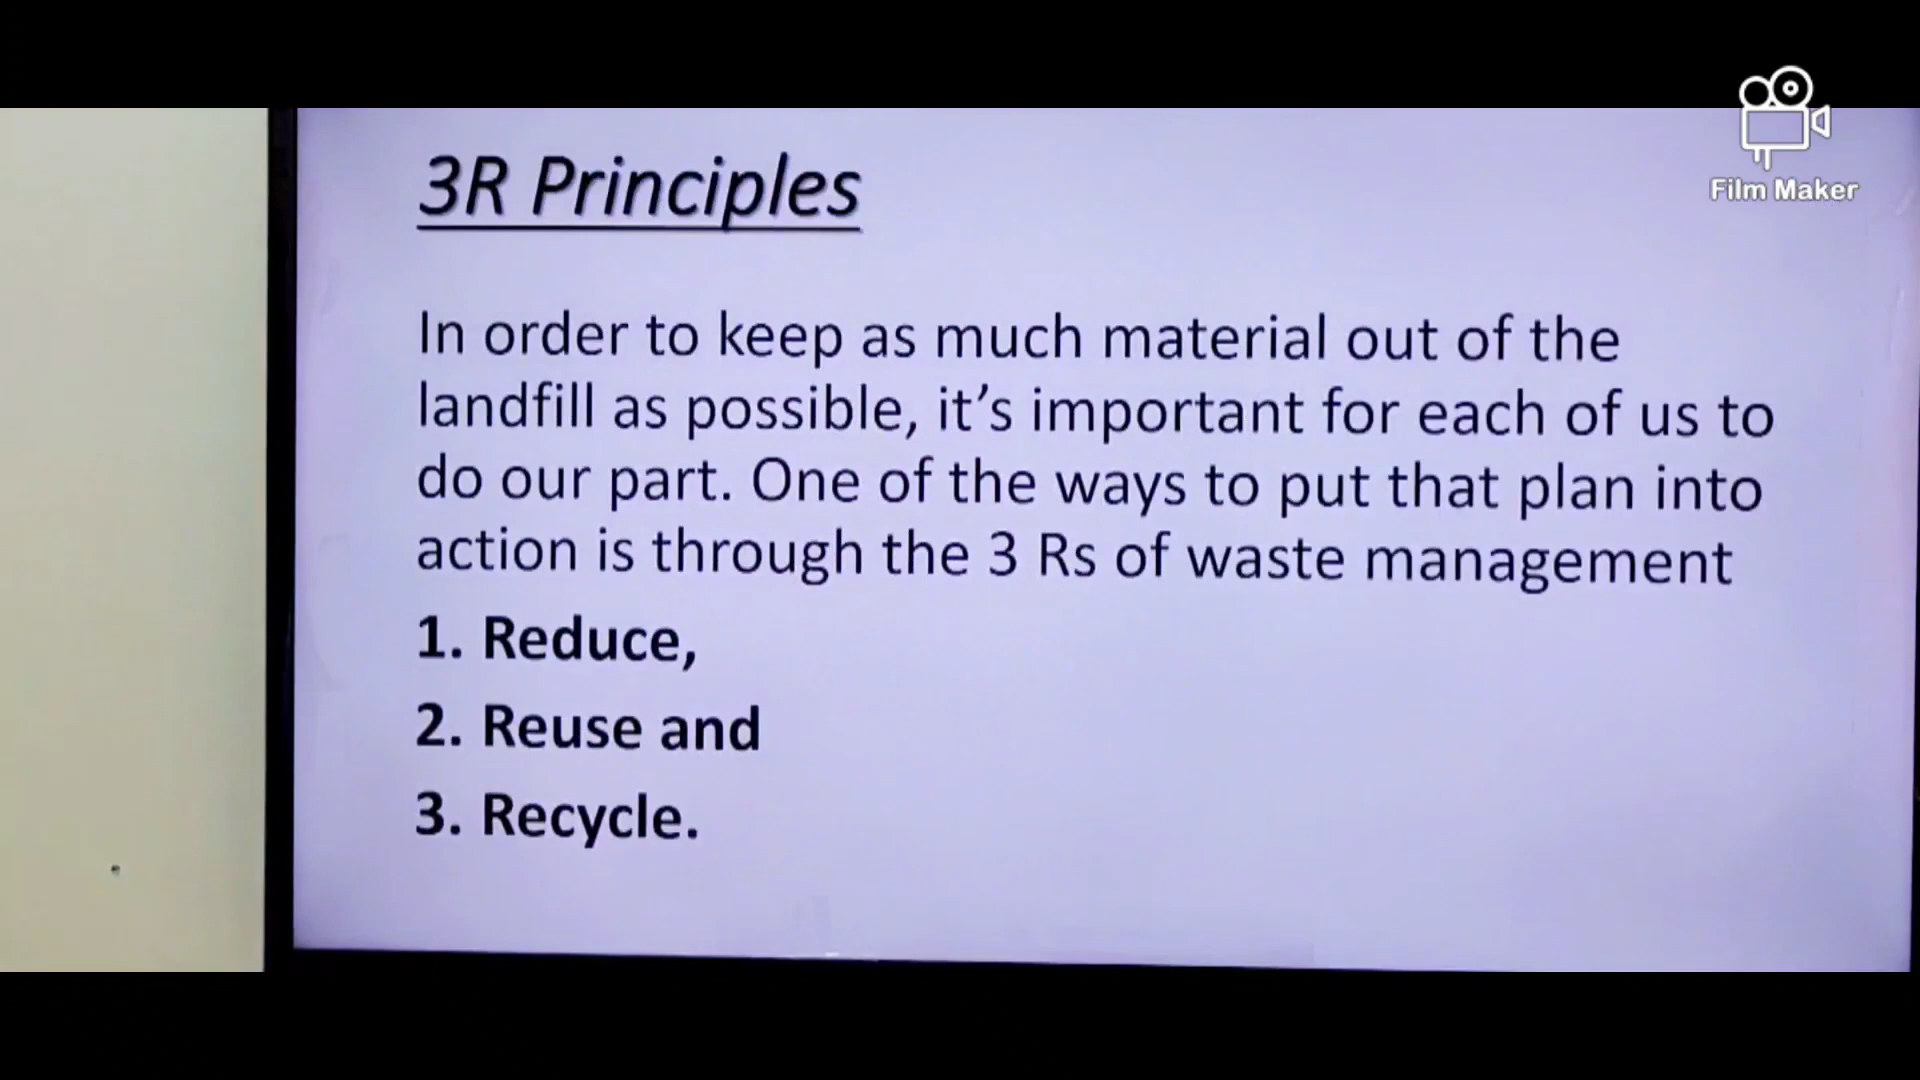 Film Maker
3R Principles
In order to keep as much material out of the
landfill as possible, it's important for each of us to
do our part. One of the ways to put that plan into
action is through the 3 Rs of waste management
1. Reduce,
2. Reuse and
3. Recycle.